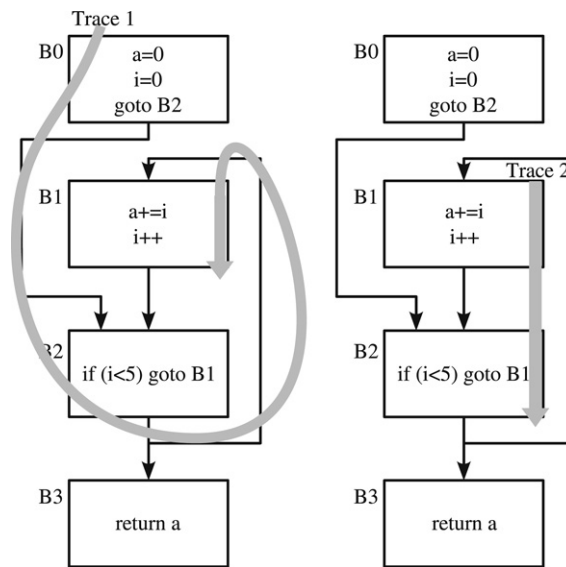 Trace 1
B0
a=0
i=0
goto B2
B1
a+=i
i++
B2
if (i<5) goto B1
B3
return a
B0
a=0
i=0
goto B2
Trace 2
B1
a+=i
i++
B2
if (i<5) goto B1
B3
return a